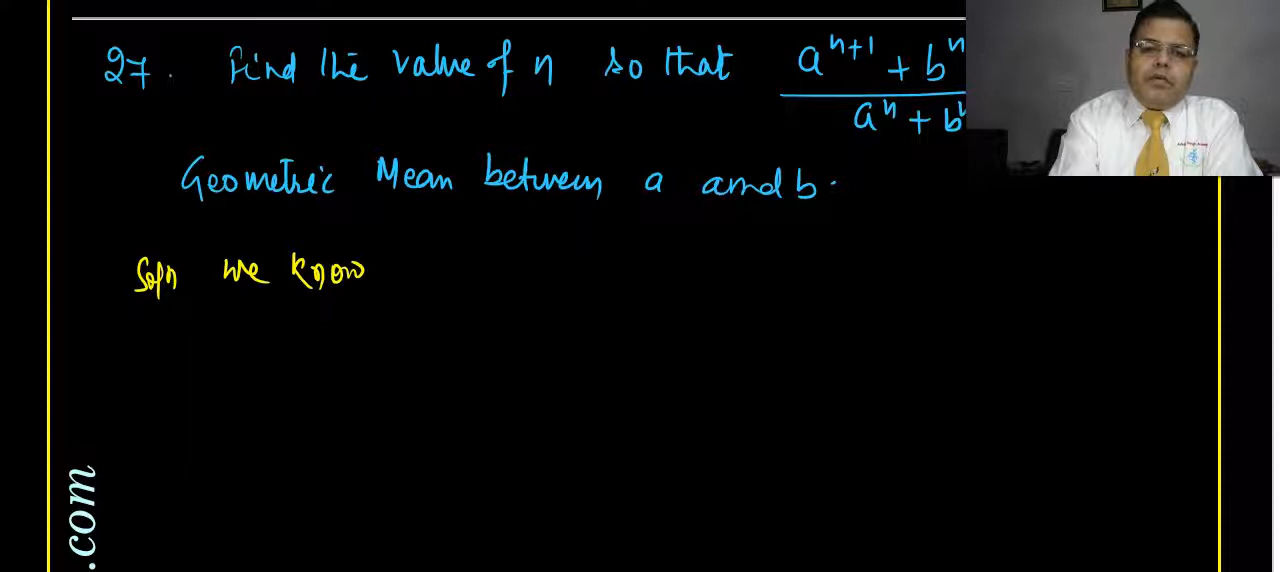 27. Find the value of n so that a^{n+1} + b^{n
a^n + b^n
Geometric Mean between a and b.
Soln we know
.com